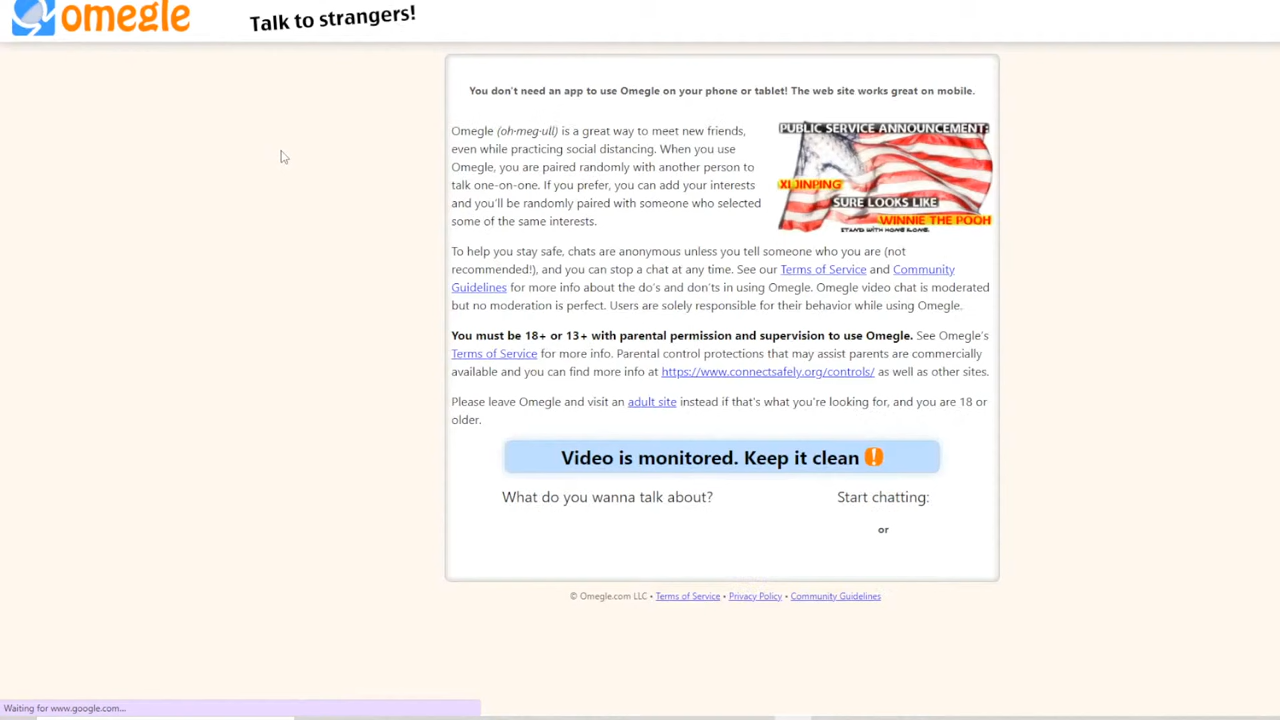 omegle
Talk to strangers!
You don't need an app to use Omegle on your phone or tablet! The web site works great on mobile.
Omegle (oh·meg·ull) is a great way to meet new friends,
even while practicing social distancing. When you use
Omegle, you are paired randomly with another person to
talk one-on-one. If you prefer, you can add your interests
and you'll be randomly paired with someone who selected
some of the same interests.
PUBLIC SERVICE ANNOUNCEMENT:
XI JINPING
SURE LOOKS LIKE
WINNIE THE POOH
STAND WITH HONG KONG.
To help you stay safe, chats are anonymous unless you tell someone who you are (not
recommended!), and you can stop a chat at any time. See our Terms of Service and Community
Guidelines for more info about the do's and don'ts in using Omegle. Omegle video chat is moderated
but no moderation is perfect. Users are solely responsible for their behavior while using Omegle.
You must be 18+ or 13+ with parental permission and supervision to use Omegle. See Omegle's
Terms of Service for more info. Parental control protections that may assist parents are commercially
available and you can find more info at https://www.connectsafely.org/controls/ as well as other sites.
Please leave Omegle and visit an adult site instead if that's what you're looking for, and you are 18 or
older.
Video is monitored. Keep it clean!
What do you wanna talk about?
Start chatting:
or
© Omegle.com LLC • Terms of Service • Privacy Policy • Community Guidelines
Waiting for www.google.com...